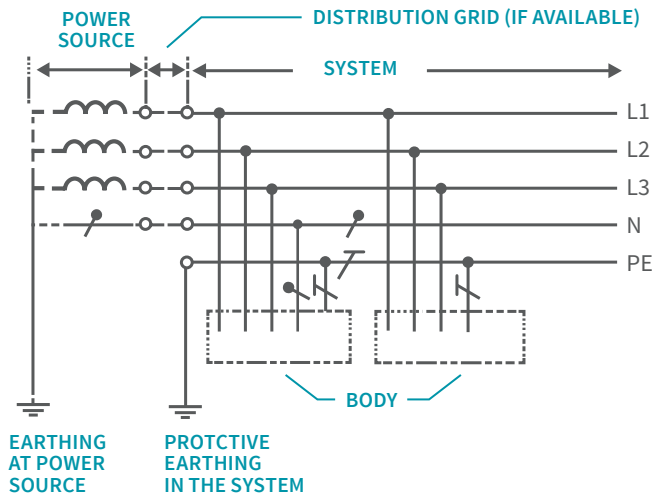 POWER
SOURCE
DISTRIBUTION GRID (IF AVAILABLE)
SYSTEM
L1
L2
L3
N
PE
BODY
EARTHING
AT POWER
SOURCE
PROTCTIVE
EARTHING
IN THE SYSTEM